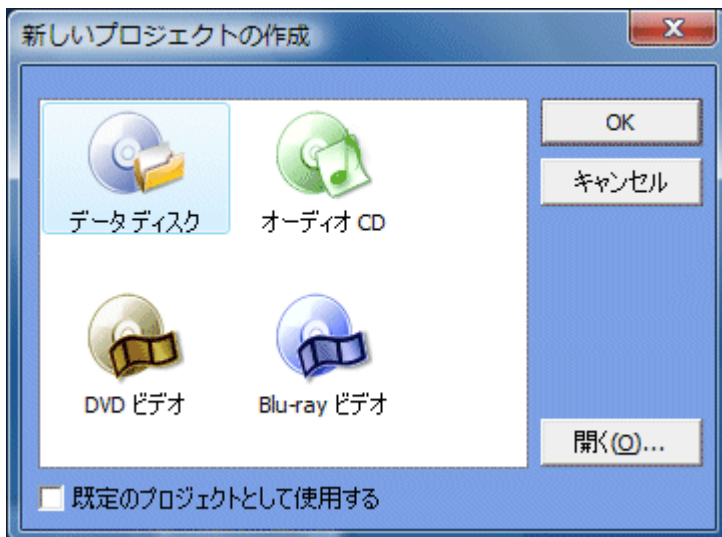 新しいプロジェクトの作成
データ ディスク
オーディオ CD
DVD ビデオ
Blu-ray ビデオ
OK
キャンセル
開く(O)...
既定のプロジェクトとして使用する